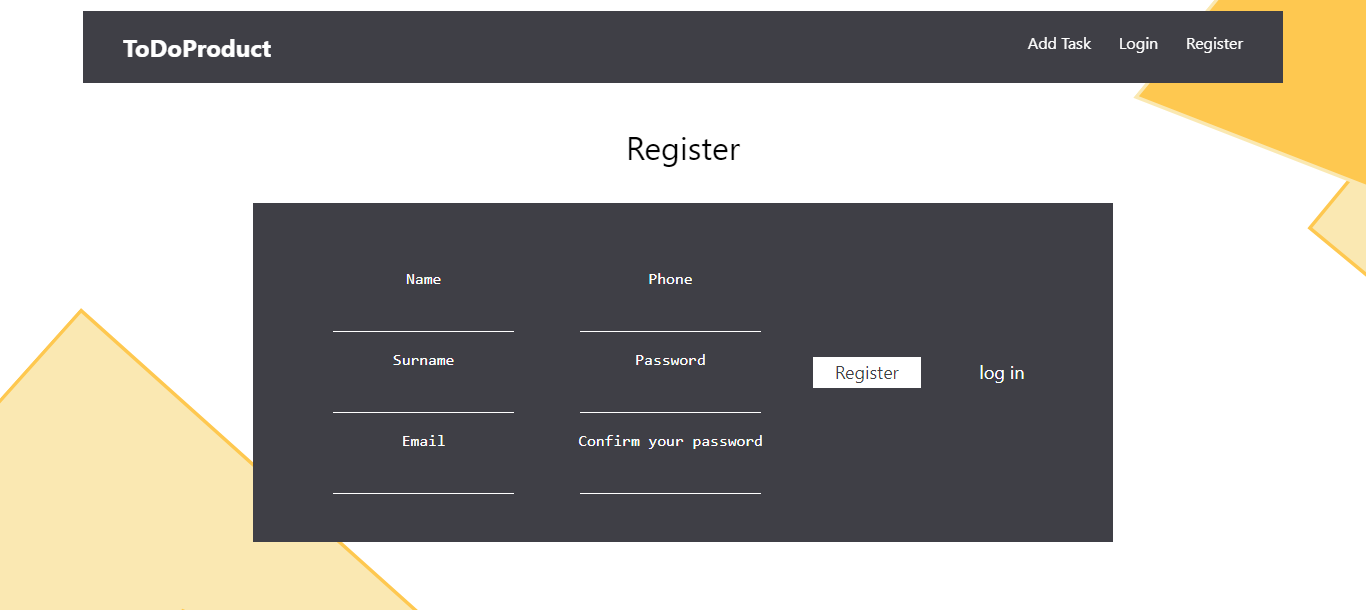 ToDoProduct
Add Task Login Register
Register
Name
Phone
Surname
Password
Email
Confirm your password
Register
log in